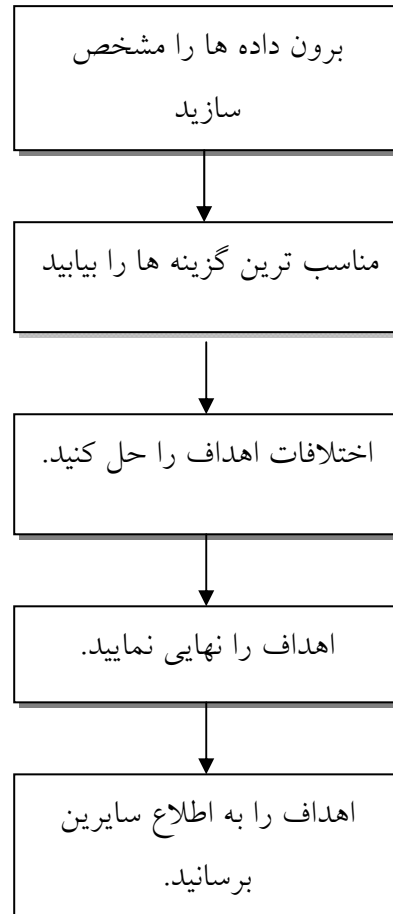 برون داده ها را مشخص
سازید
مناسب ترین گزینه ها را بیابید
اختلافات اهداف را حل کنید.
اهداف را نهایی نمایید.
اهداف را به اطلاع سایرین
برسانید.